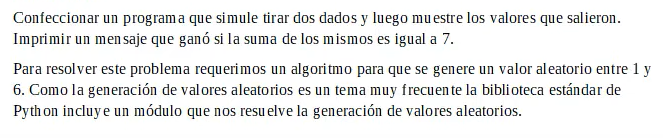 Confeccionar un programa que simule tirar dos dados y luego muestre los valores que salieron.
Imprimir un mensaje que ganó si la suma de los mismos es igual a 7.
Para resolver este problema requerimos un algoritmo para que se genere un valor aleatorio entre 1 y
6. Como la generación de valores aleatorios es un tema muy frecuente la biblioteca estándar de
Python incluye un módulo que nos resuelve la generación de valores aleatorios.